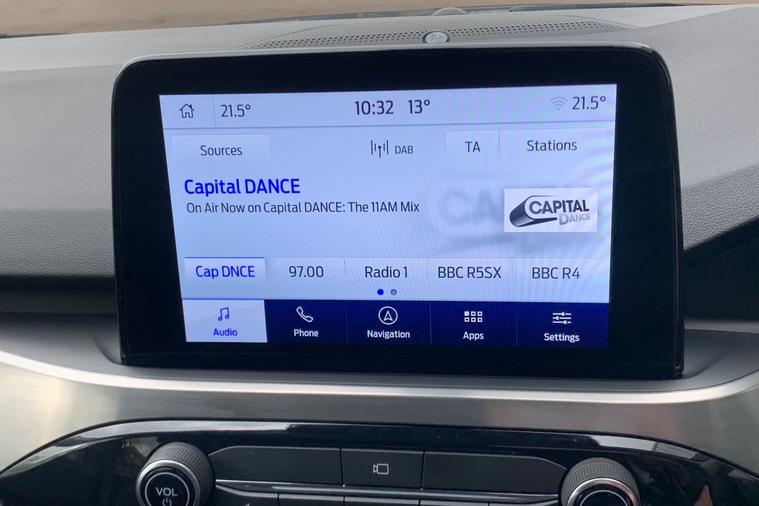 21.5° 10:32 13° 21.5°
Sources DAB TA Stations
Capital DANCE
On Air Now on Capital DANCE: The 11AM Mix
CAPITAL
DANCE
Cap DNCE 97.00 Radio 1 BBC R5SX BBC R4
Audio Phone Navigation Apps Settings
VOL